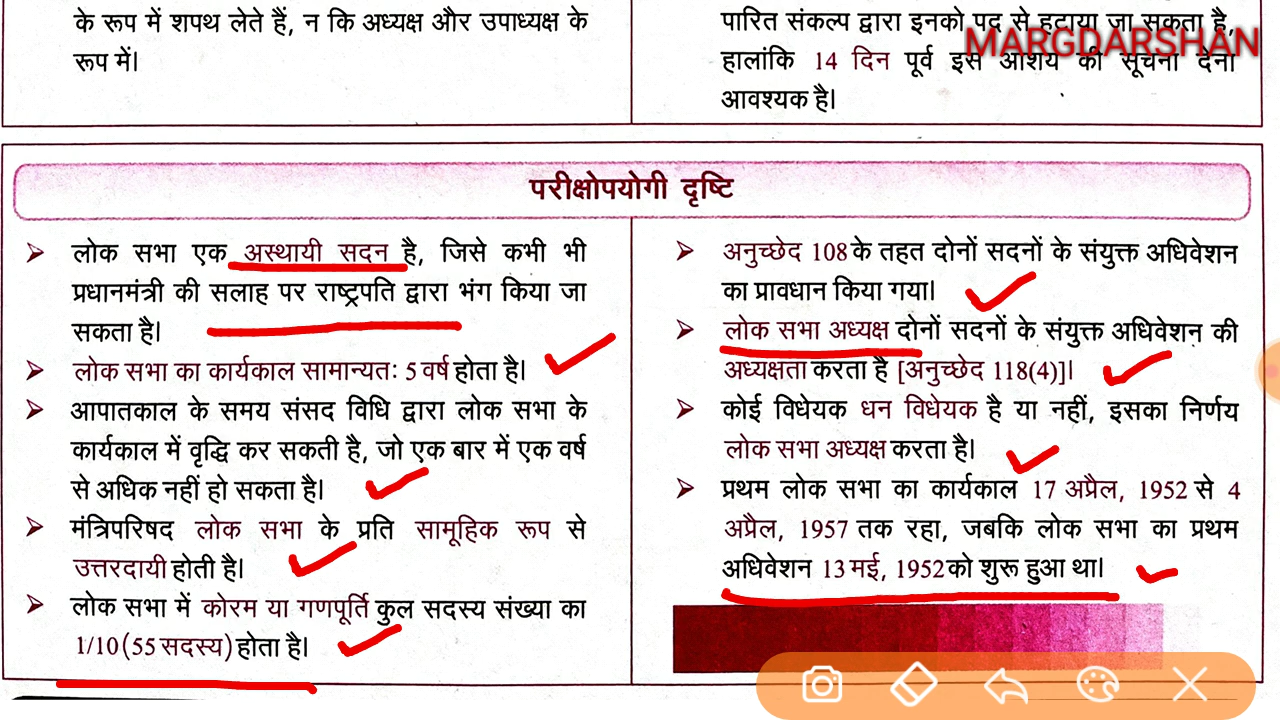 के रूप में शपथ लेते हैं, न कि अध्यक्ष और उपाध्यक्ष के
रूप में।
पारित संकल्प द्वारा इनको पद से हटाया जा सकता है,
हालांकि 14 दिन पूर्व इस आशय की सूचना देना
आवश्यक है।
MARGDARSHAN
परीक्षोपयोगी दृष्टि
➢ लोक सभा एक अस्थायी सदन है, जिसे कभी भी
प्रधानमंत्री की सलाह पर राष्ट्रपति द्वारा भंग किया जा
सकता है।
➢ लोक सभा का कार्यकाल सामान्यतः 5 वर्ष होता है।
➢ आपातकाल के समय संसद विधि द्वारा लोक सभा के
कार्यकाल में वृद्धि कर सकती है, जो एक बार में एक वर्ष
से अधिक नहीं हो सकता है।
➢ मंत्रिपरिषद लोक सभा के प्रति सामूहिक रूप से
उत्तरदायी होती है।
➢ लोक सभा में कोरम या गणपूर्ति कुल सदस्य संख्या का
1/10 (55 सदस्य) होता है।
➢ अनुच्छेद 108 के तहत दोनों सदनों के संयुक्त अधिवेशन
का प्रावधान किया गया।
➢ लोक सभा अध्यक्ष दोनों सदनों के संयुक्त अधिवेशन की
अध्यक्षता करता है [अनुच्छेद 118(4)]।
➢ कोई विधेयक धन विधेयक है या नहीं, इसका निर्णय
लोक सभा अध्यक्ष करता है।
➢ प्रथम लोक सभा का कार्यकाल 17 अप्रैल, 1952 से 4
अप्रैल, 1957 तक रहा, जबकि लोक सभा का प्रथम
अधिवेशन 13 मई, 1952 को शुरू हुआ था।